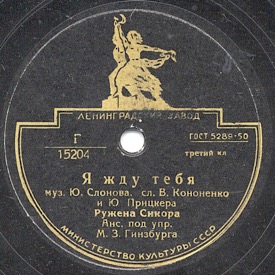 ЛЕНИНГРАДСКИЙ ЗАВОД
Г
15204
ГОСТ 5289-50
третий кл
Я жду тебя
муз. Ю. Слонова, сл. В. Кононенко
и Ю Прицкера
Ружена Сикора
Анс. под упр.
М. З. Гинзбурга
МИНИСТЕРСТВО КУЛЬТУРЫ СССР